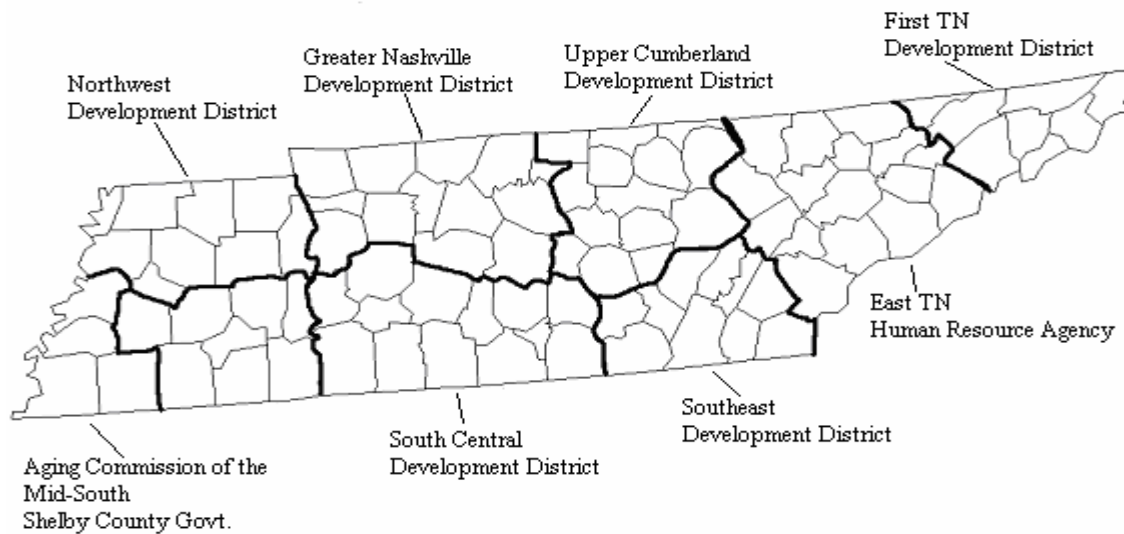 First TN
Development District
Greater Nashville
Development District
Upper Cumberland
Development District
Northwest
Development District
East TN
Human Resource Agency
Southeast
Development District
South Central
Development District
Aging Commission of the
Mid-South
Shelby County Govt.